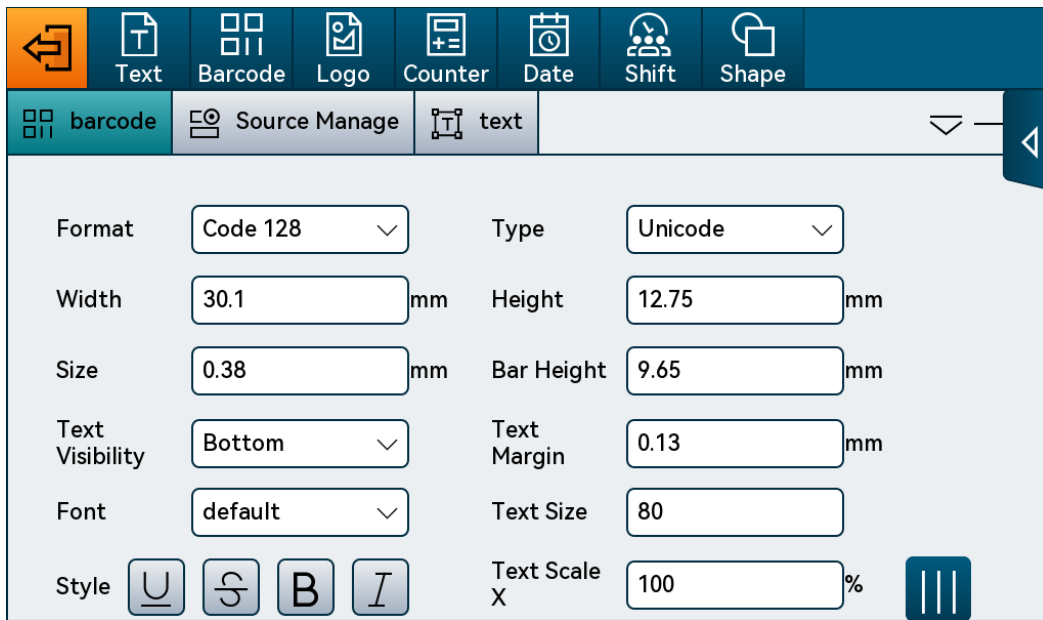 Text Barcode Logo Counter Date Shift Shape
barcode Source Manage text
Format Code 128 Type Unicode
Width 30.1 mm Height 12.75 mm
Size 0.38 mm Bar Height 9.65 mm
Text Visibility Bottom Text Margin 0.13 mm
Font default Text Size 80
Style U S B I Text Scale X 100 %